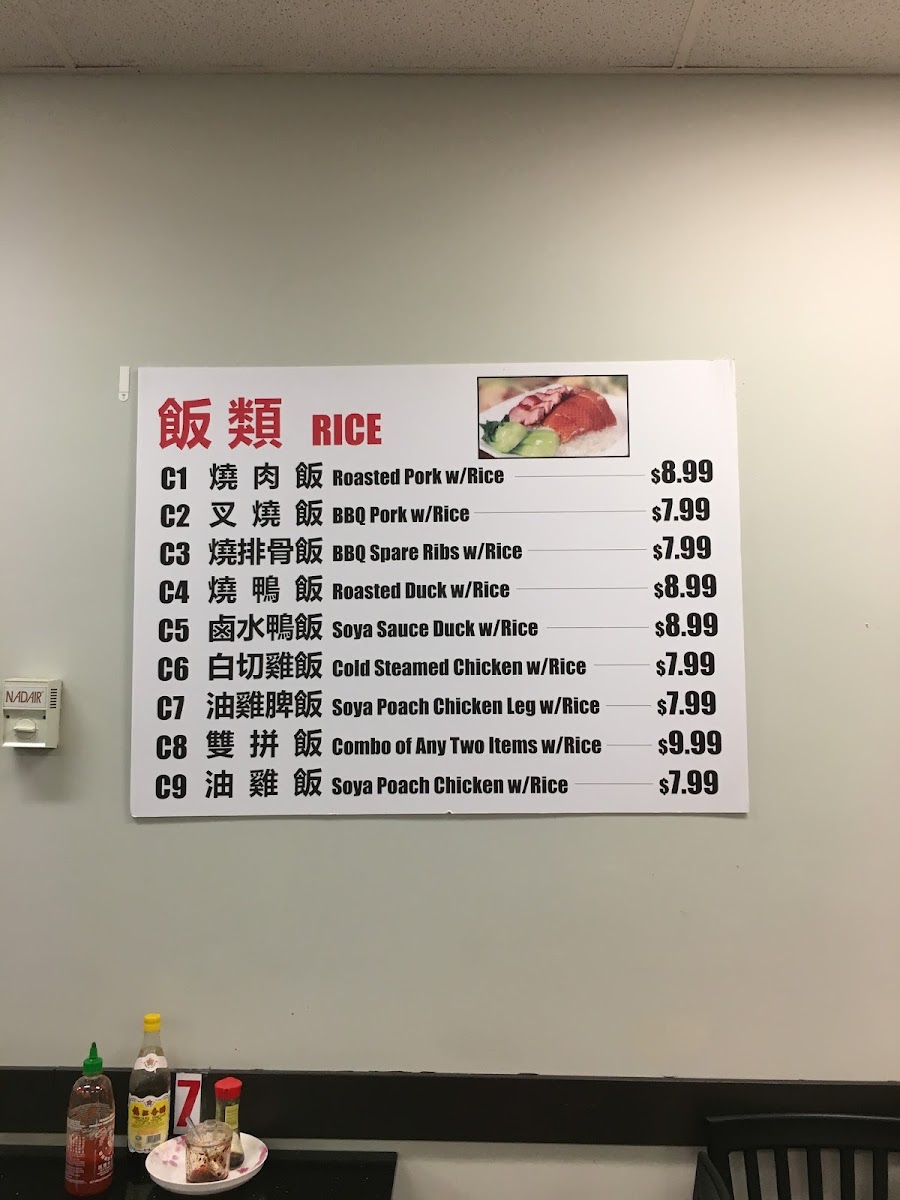 飯類 RICE
C1 燒肉飯 Roasted Pork w/Rice $8.99
C2 叉燒飯 BBQ Pork w/Rice $7.99
C3 燒排骨飯 BBQ Spare Ribs w/Rice $7.99
C4 燒鴨飯 Roasted Duck w/Rice $8.99
C5 鹵水鴨飯 Soya Sauce Duck w/Rice $8.99
C6 白切雞飯 Cold Steamed Chicken w/Rice $7.99
C7 油雞脾飯 Soya Poach Chicken Leg w/Rice $7.99
C8 雙拼飯 Combo of Any Two Items w/Rice $9.99
C9 油雞飯 Soya Poach Chicken w/Rice $7.99
NADAIR
7